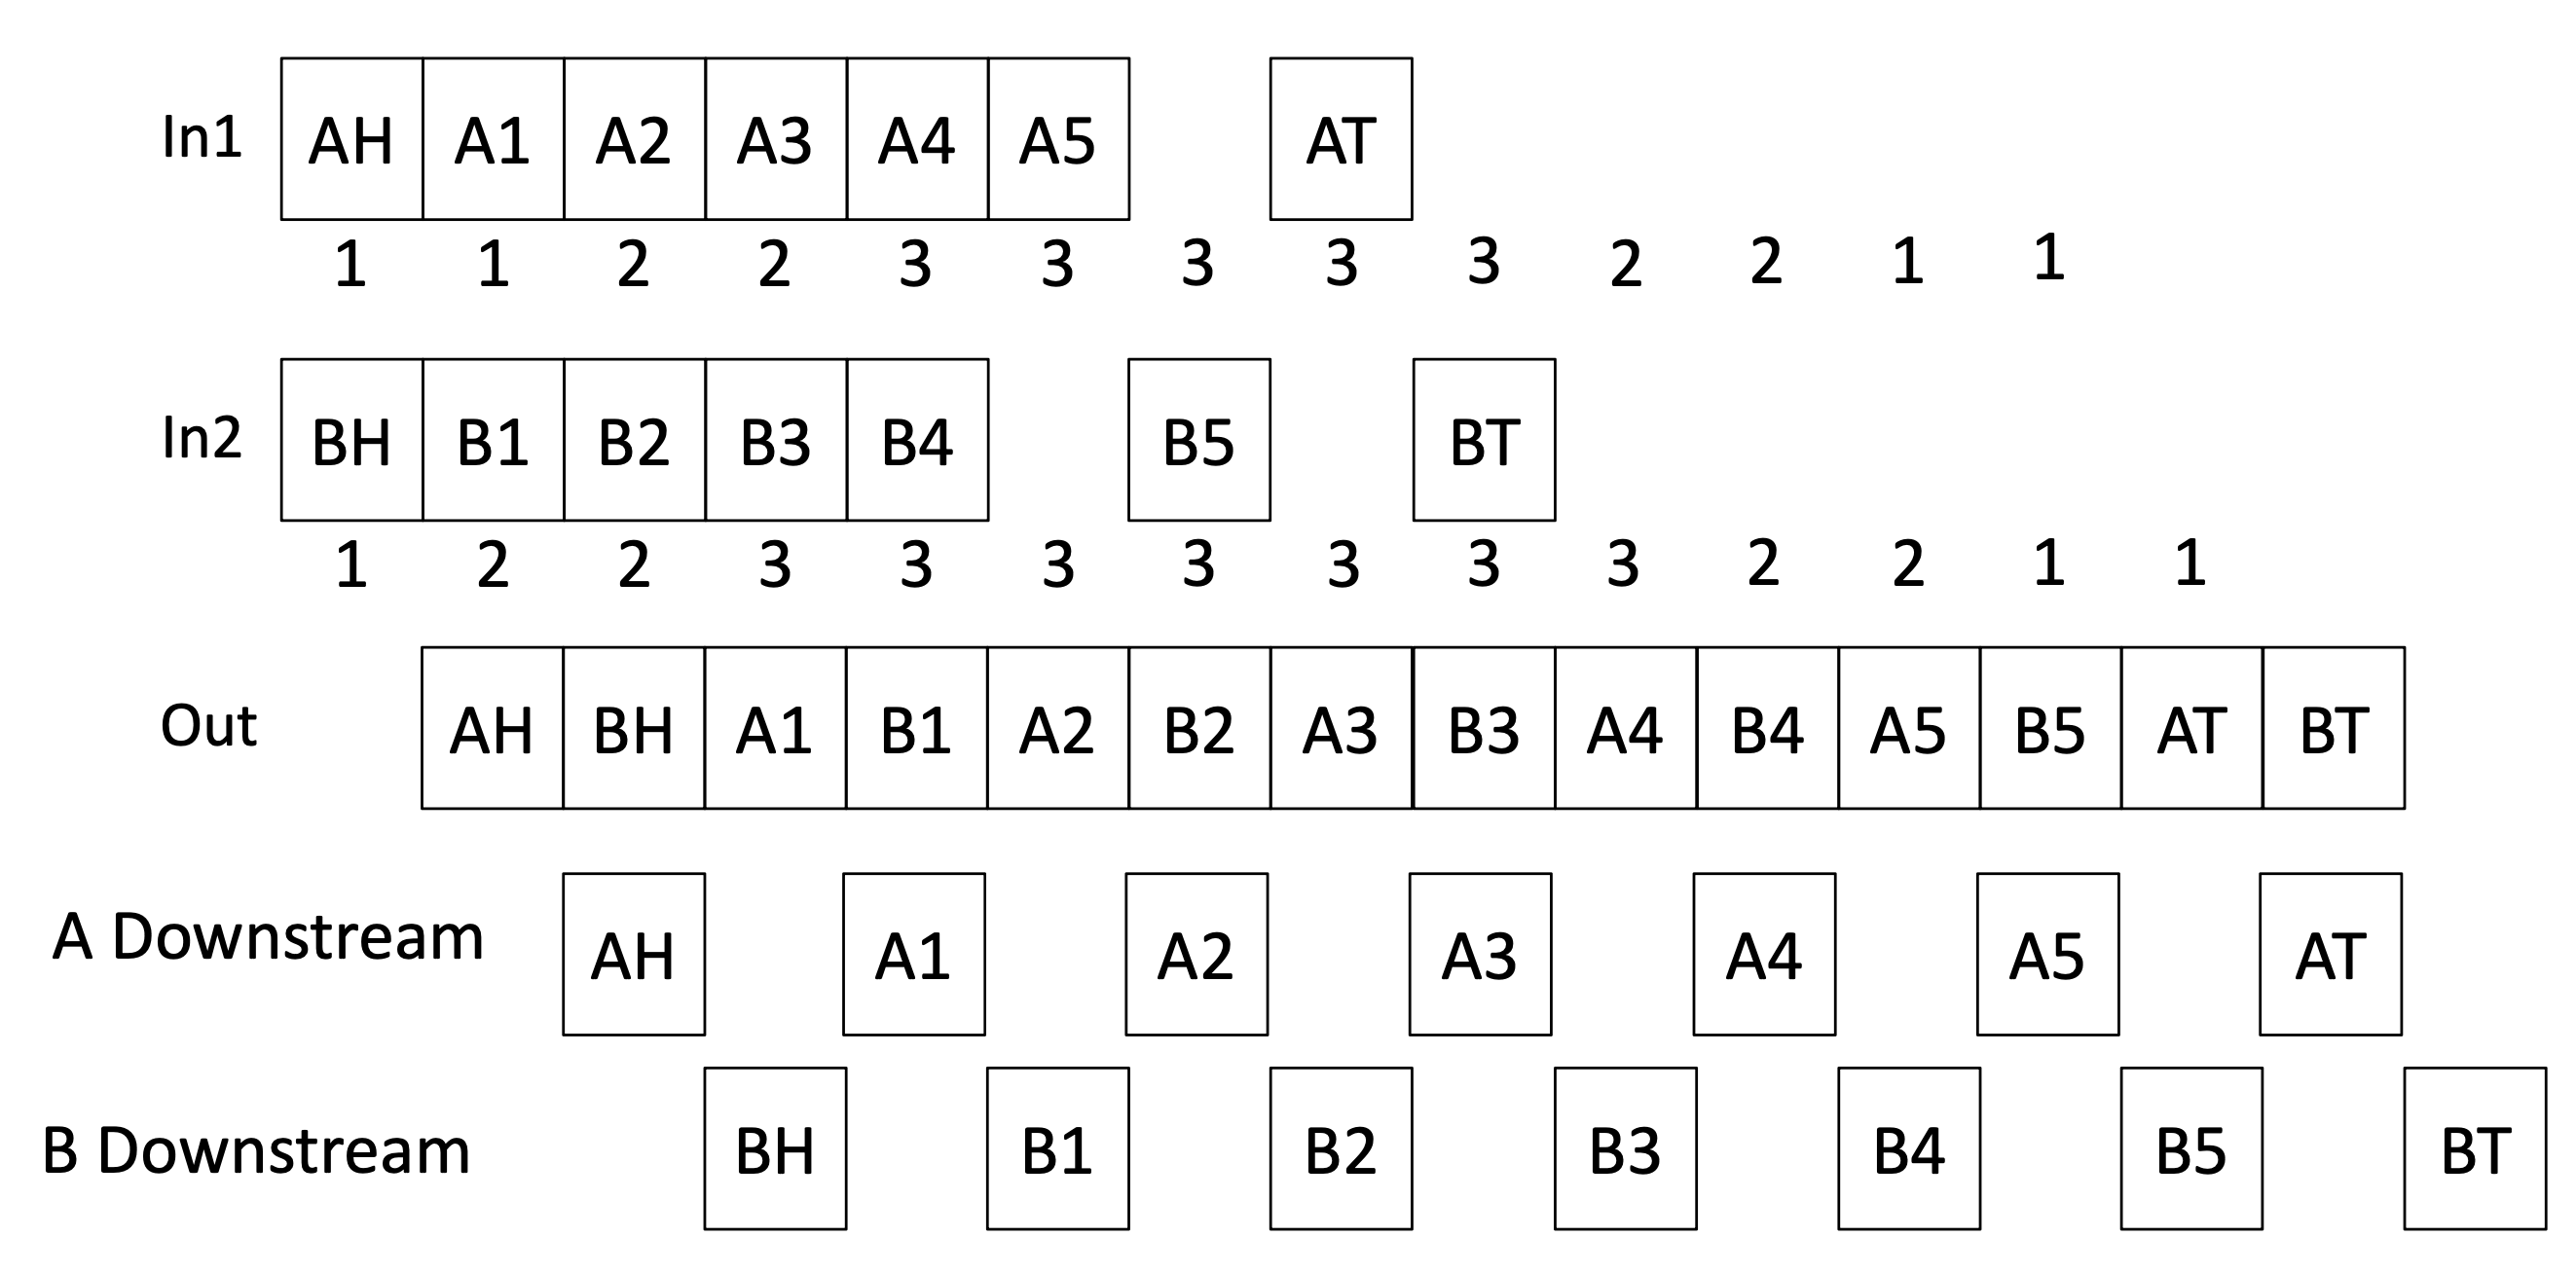 In1 AH A1 A2 A3 A4 A5 AT
1 1 2 2 3 3 3 3 3 2 2 1 1
In2 BH B1 B2 B3 B4 B5 BT
1 2 2 3 3 3 3 3 3 3 2 2 1 1
Out AH BH A1 B1 A2 B2 A3 B3 A4 B4 A5 B5 AT BT
A Downstream AH A1 A2 A3 A4 A5 AT
B Downstream BH B1 B2 B3 B4 B5 BT